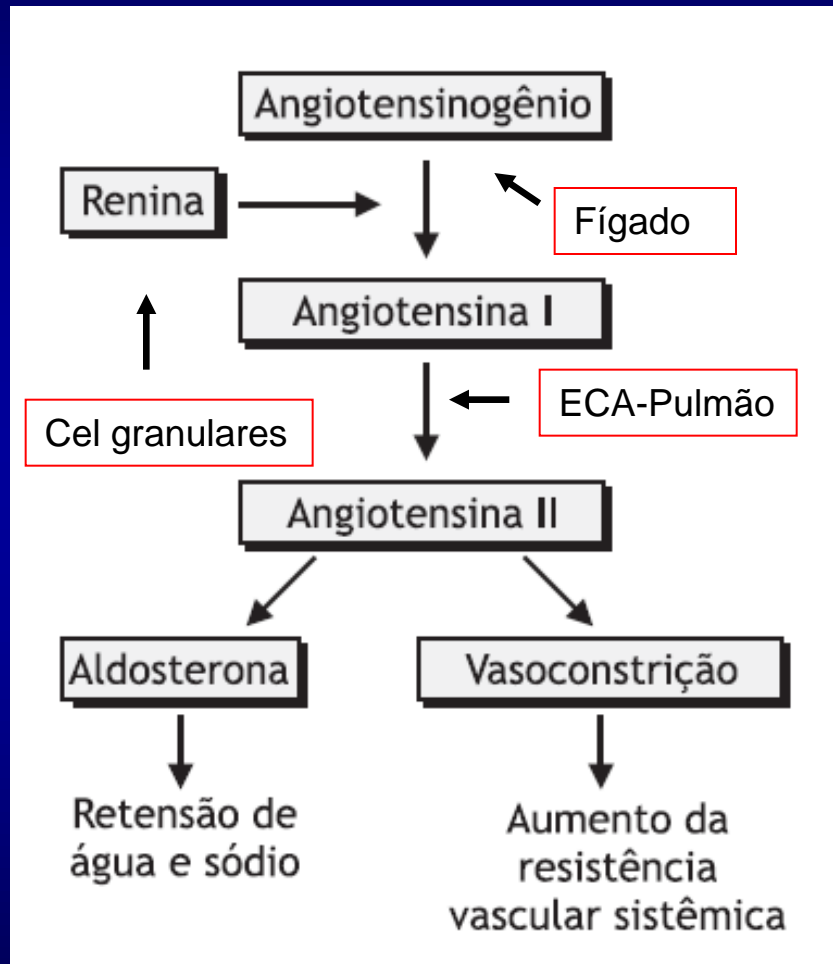 Angiotensinogênio
Renina
Fígado
Angiotensina I
ECA-Pulmão
Cel granulares
Angiotensina II
Aldosterona
Vasoconstrição
Retensão de
água e sódio
Aumento da
resistência
vascular sistêmica